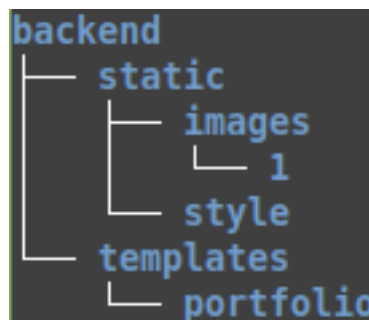 backend
static
images
1
style
templates
portfolio